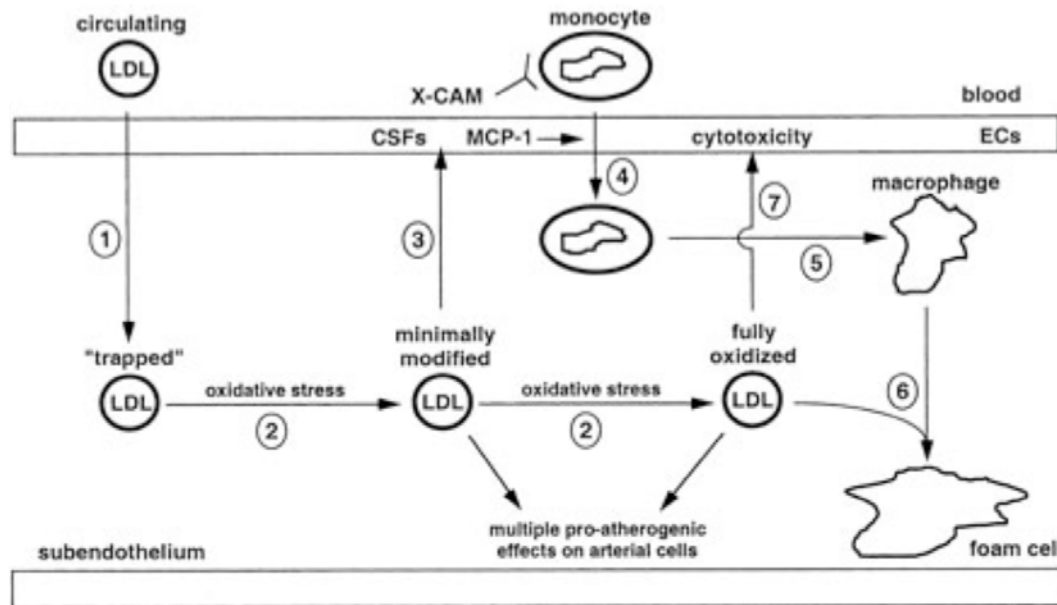 circulating
LDL
monocyte
X-CAM
blood
CSFs MCP-1 cytotoxicity ECs
4
7
macrophage
1
3
5
"trapped"
LDL
minimally
modified
LDL
fully
oxidized
LDL
oxidative stress
2
oxidative stress
2
6
multiple pro-atherogenic
effects on arterial cells
subendothelium
foam cel